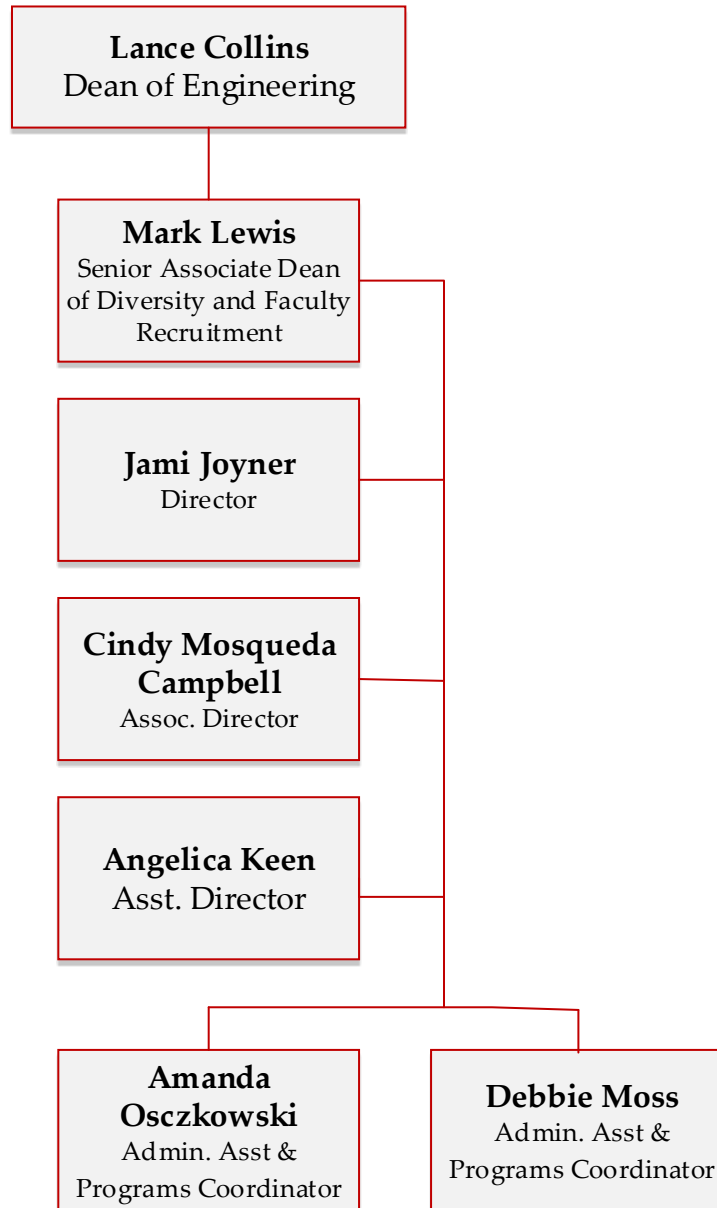 Lance Collins
Dean of Engineering
Mark Lewis
Senior Associate Dean
of Diversity and Faculty
Recruitment
Jami Joyner
Director
Cindy Mosqueda
Campbell
Assoc. Director
Angelica Keen
Asst. Director
Amanda
Osczkowski
Admin. Asst &
Programs Coordinator
Debbie Moss
Admin. Asst &
Programs Coordinator